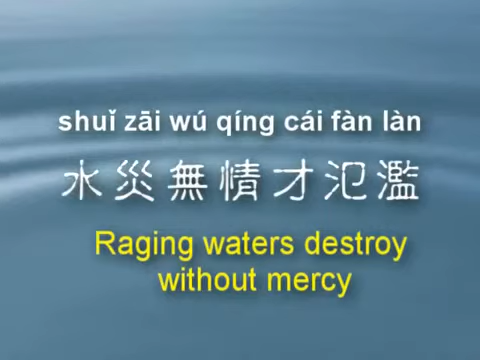 shuǐ zāi wú qíng cái fàn làn
水災無情才氾濫
Raging waters destroy
without mercy